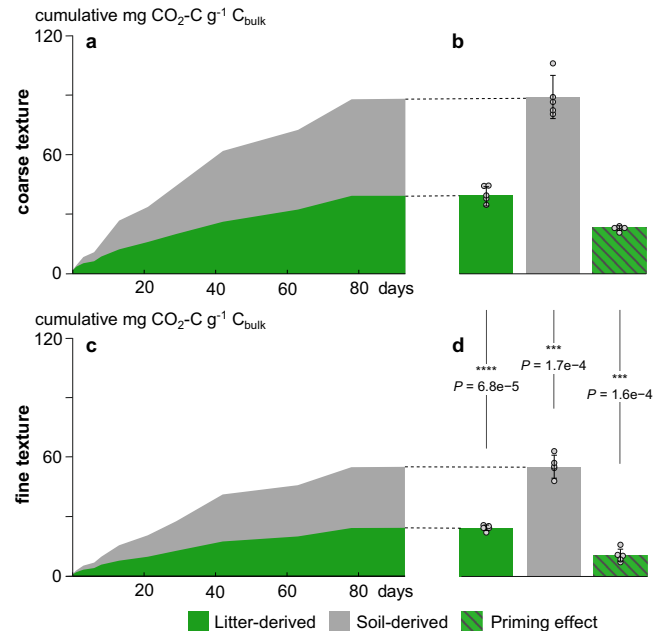 cumulative mg CO₂-C g⁻¹ C_bulk
120
a
b
60
coarse texture
0
20
40
60
80
days
cumulative mg CO₂-C g⁻¹ C_bulk
120
c
d
****
P = 6.8e−5
***
P = 1.7e−4
***
P = 1.6e−4
60
fine texture
0
20
40
60
80
days
Litter-derived
Soil-derived
Priming effect